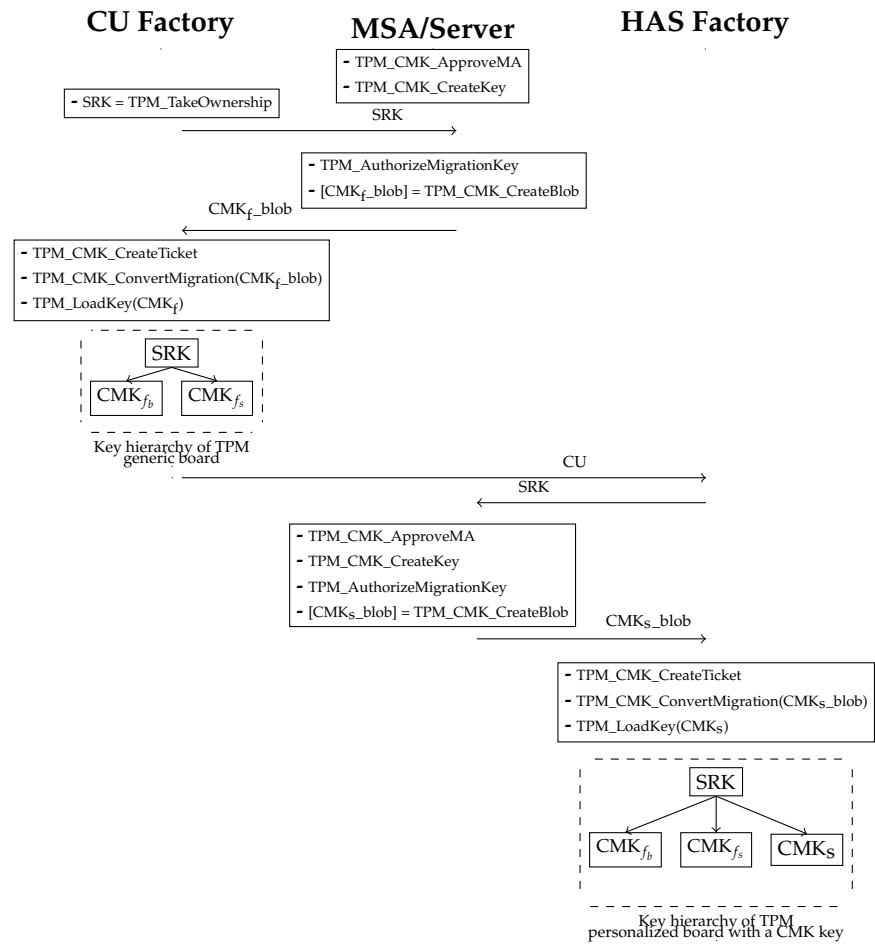 CU Factory
MSA/Server
HAS Factory
- TPM_CMK_ApproveMA
- TPM_CMK_CreateKey
- SRK = TPM_TakeOwnership
SRK
- TPM_AuthorizeMigrationKey
- [CMKf_blob] = TPM_CMK_CreateBlob
CMKf_blob
- TPM_CMK_CreateTicket
- TPM_CMK_ConvertMigration(CMKf_blob)
- TPM_LoadKey(CMKf)
SRK
CMKfb
CMKfs
Key hierarchy of TPM
generic board
CU
SRK
- TPM_CMK_ApproveMA
- TPM_CMK_CreateKey
- TPM_AuthorizeMigrationKey
- [CMKs_blob] = TPM_CMK_CreateBlob
CMKs_blob
- TPM_CMK_CreateTicket
- TPM_CMK_ConvertMigration(CMKs_blob)
- TPM_LoadKey(CMKs)
SRK
CMKfb
CMKfs
CMKs
Key hierarchy of TPM
personalized board with a CMK key